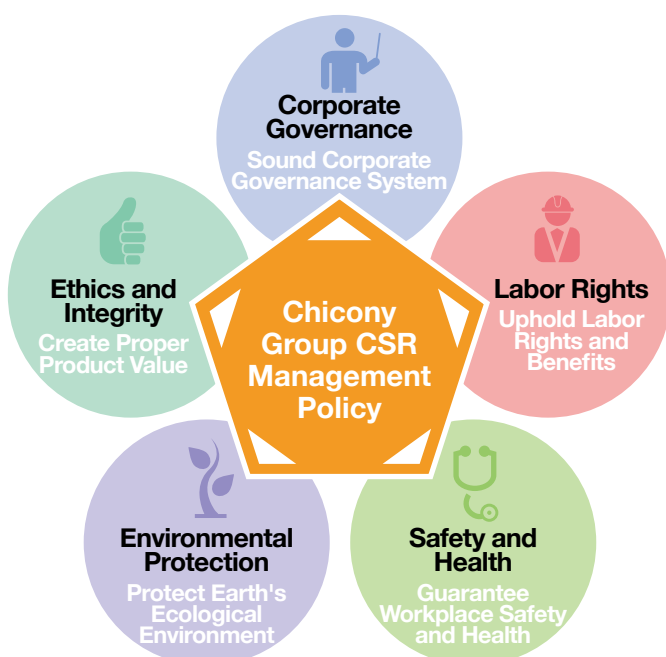 Corporate
Governance
Sound Corporate
Governance System
Ethics and
Integrity
Create Proper
Product Value
Chicony
Group CSR
Management
Policy
Labor Rights
Uphold Labor
Rights and
Benefits
Environmental
Protection
Protect Earth's
Ecological
Environment
Safety and
Health
Guarantee
Workplace Safety
and Health